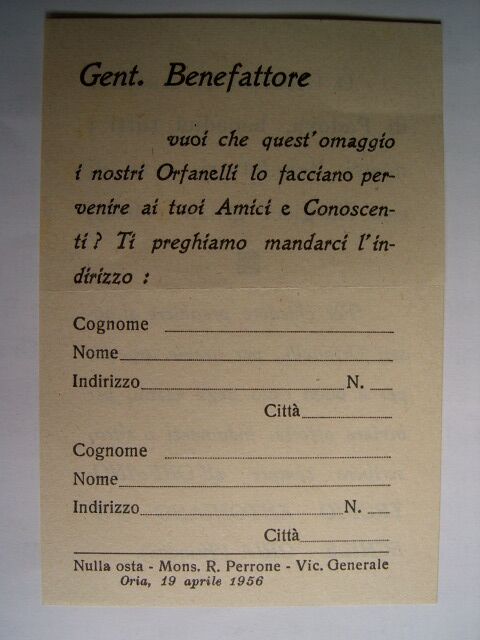 Gent. Benefattore
vuoi che quest'omaggio
i nostri Orfanelli lo facciano per-
venire ai tuoi Amici e Conoscen-
ti? Ti preghiamo mandarci l'in-
dirizzo :
Cognome
Nome
Indirizzo N.
Città
Cognome
Nome
Indirizzo N.
Città
Nulla osta - Mons. R. Perrone - Vic. Generale
Oria, 19 aprile 1956